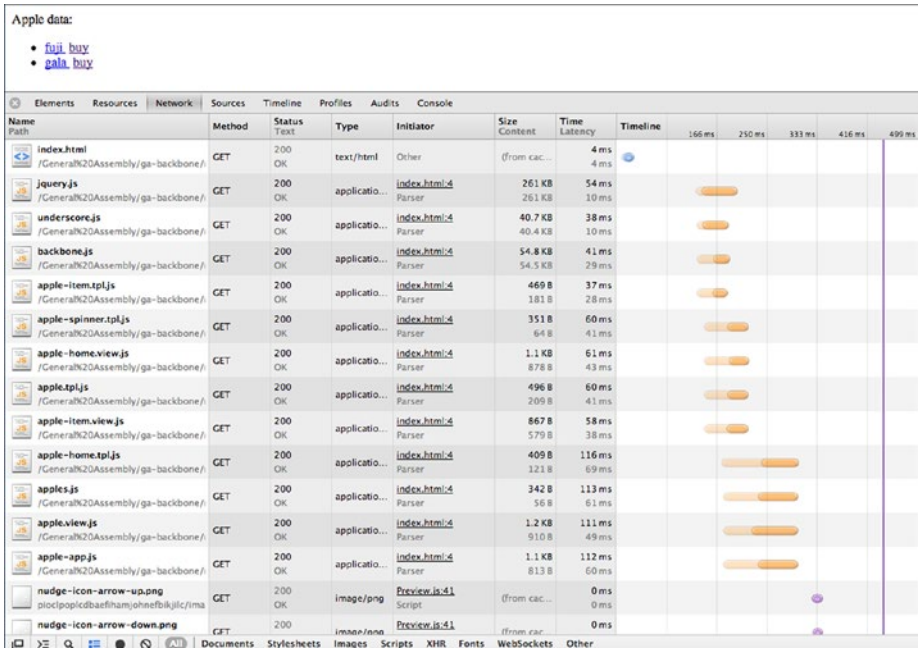 Apple data:
fuji buy
gala buy
Elements Resources Network Sources Timeline Profiles Audits Console
Name Method Status Type Initiator Size Time Timeline
Path Text Content Latency
166 ms 250 ms 333 ms 416 ms 499 ms
index.html GET 200 text/html Other (from cac... 4 ms
/General%20Assembly/ga-backbone/ OK 4 ms
jquery.js GET 200 applicatio... index.html:4 261 KB 54 ms
/General%20Assembly/ga-backbone/ OK Parser 261 KB 10 ms
underscore.js GET 200 applicatio... index.html:4 40.7 KB 38 ms
/General%20Assembly/ga-backbone/ OK Parser 40.4 KB 10 ms
backbone.js GET 200 applicatio... index.html:4 54.8 KB 41 ms
/General%20Assembly/ga-backbone/ OK Parser 54.5 KB 29 ms
apple-item.tpl.js GET 200 applicatio... index.html:4 469 B 37 ms
/General%20Assembly/ga-backbone/ OK Parser 181 B 28 ms
apple-spinner.tpl.js GET 200 applicatio... index.html:4 351 B 60 ms
/General%20Assembly/ga-backbone/ OK Parser 64 B 41 ms
apple-home.view.js GET 200 applicatio... index.html:4 1.1 KB 61 ms
/General%20Assembly/ga-backbone/ OK Parser 878 B 43 ms
apple.tpl.js GET 200 applicatio... index.html:4 496 B 60 ms
/General%20Assembly/ga-backbone/ OK Parser 209 B 41 ms
apple-item.view.js GET 200 applicatio... index.html:4 867 B 58 ms
/General%20Assembly/ga-backbone/ OK Parser 579 B 38 ms
apple-home.tpl.js GET 200 applicatio... index.html:4 409 B 116 ms
/General%20Assembly/ga-backbone/ OK Parser 121 B 69 ms
apples.js GET 200 applicatio... index.html:4 342 B 113 ms
/General%20Assembly/ga-backbone/ OK Parser 56 B 61 ms
apple.view.js GET 200 applicatio... index.html:4 1.2 KB 111 ms
/General%20Assembly/ga-backbone/ OK Parser 910 B 49 ms
apple-app.js GET 200 applicatio... index.html:4 1.1 KB 112 ms
/General%20Assembly/ga-backbone/ OK Parser 813 B 60 ms
nudge-icon-arrow-up.png GET 200 image/png Preview.js:41 (from cac... 0 ms
pioclpoplcdbaefihamjohnefbikjilc/ima OK Script 0 ms
nudge-icon-arrow-down.png GET 200 image/png Preview.js:41 (from cac 0 ms
All Documents Stylesheets Images Scripts XHR Fonts WebSockets Other